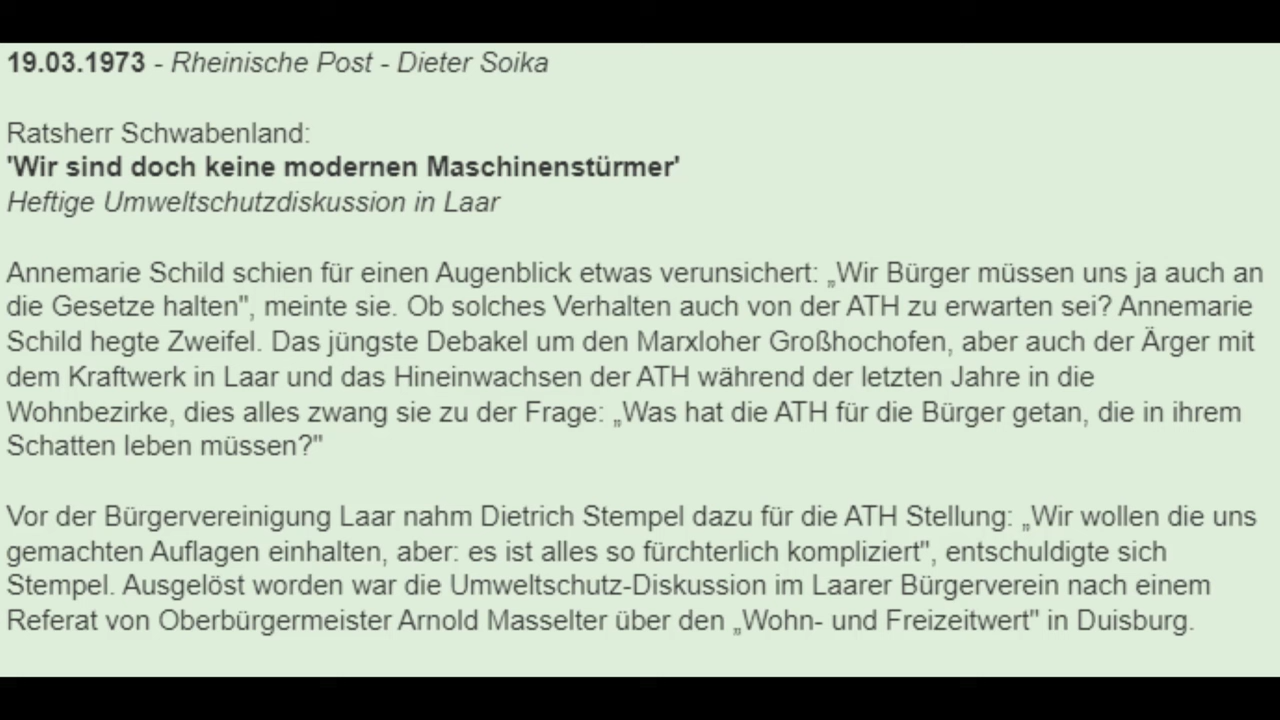 19.03.1973 - Rheinische Post - Dieter Soika
Ratsherr Schwabenland:
'Wir sind doch keine modernen Maschinenstürmer'
Heftige Umweltschutzdiskussion in Laar
Annemarie Schild schien für einen Augenblick etwas verunsichert: „Wir Bürger müssen uns ja auch an
die Gesetze halten", meinte sie. Ob solches Verhalten auch von der ATH zu erwarten sei? Annemarie
Schild hegte Zweifel. Das jüngste Debakel um den Marxloher Großhochofen, aber auch der Ärger mit
dem Kraftwerk in Laar und das Hineinwachsen der ATH während der letzten Jahre in die
Wohnbezirke, dies alles zwang sie zu der Frage: „Was hat die ATH für die Bürger getan, die in ihrem
Schatten leben müssen?"
Vor der Bürgervereinigung Laar nahm Dietrich Stempel dazu für die ATH Stellung: „Wir wollen die uns
gemachten Auflagen einhalten, aber: es ist alles so fürchterlich kompliziert", entschuldigte sich
Stempel. Ausgelöst worden war die Umweltschutz-Diskussion im Laarer Bürgerverein nach einem
Referat von Oberbürgermeister Arnold Masselter über den „Wohn- und Freizeitwert" in Duisburg.